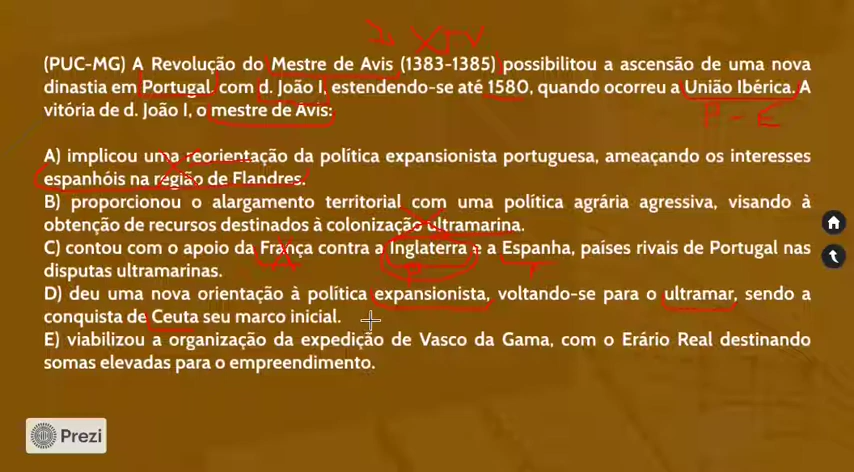 XIV
(PUC-MG) A Revolução do Mestre de Avis (1383-1385) possibilitou a ascensão de uma nova
dinastia em Portugal com d. João I, estendendo-se até 1580, quando ocorreu a União Ibérica. A
vitória de d. João I, o mestre de Avis:
P - E
A) implicou uma reorientação da política expansionista portuguesa, ameaçando os interesses
espanhóis na região de Flandres.
B) proporcionou o alargamento territorial com uma política agrária agressiva, visando à
obtenção de recursos destinados à colonização ultramarina.
C) contou com o apoio da França contra a Inglaterra e a Espanha, países rivais de Portugal nas
disputas ultramarinas.
D) deu uma nova orientação à política expansionista, voltando-se para o ultramar, sendo a
conquista de Ceuta seu marco inicial.
E) viabilizou a organização da expedição de Vasco da Gama, com o Erário Real destinando
somas elevadas para o empreendimento.
Prezi